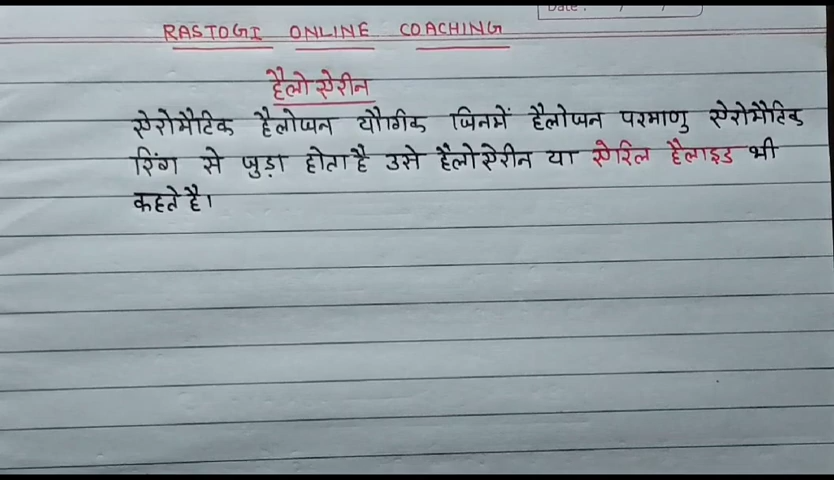 Date : / /
RASTOGI ONLINE COACHING
हैलोऐरीन
ऐरोमैटिक हैलोजन यौगीक जिनमें हैलोजन परमाणु ऐरोमैटिक
रिंग से जुड़ा होता है उसे हैलोऐरीन या ऐरिल हैलाइड भी
कहते है।